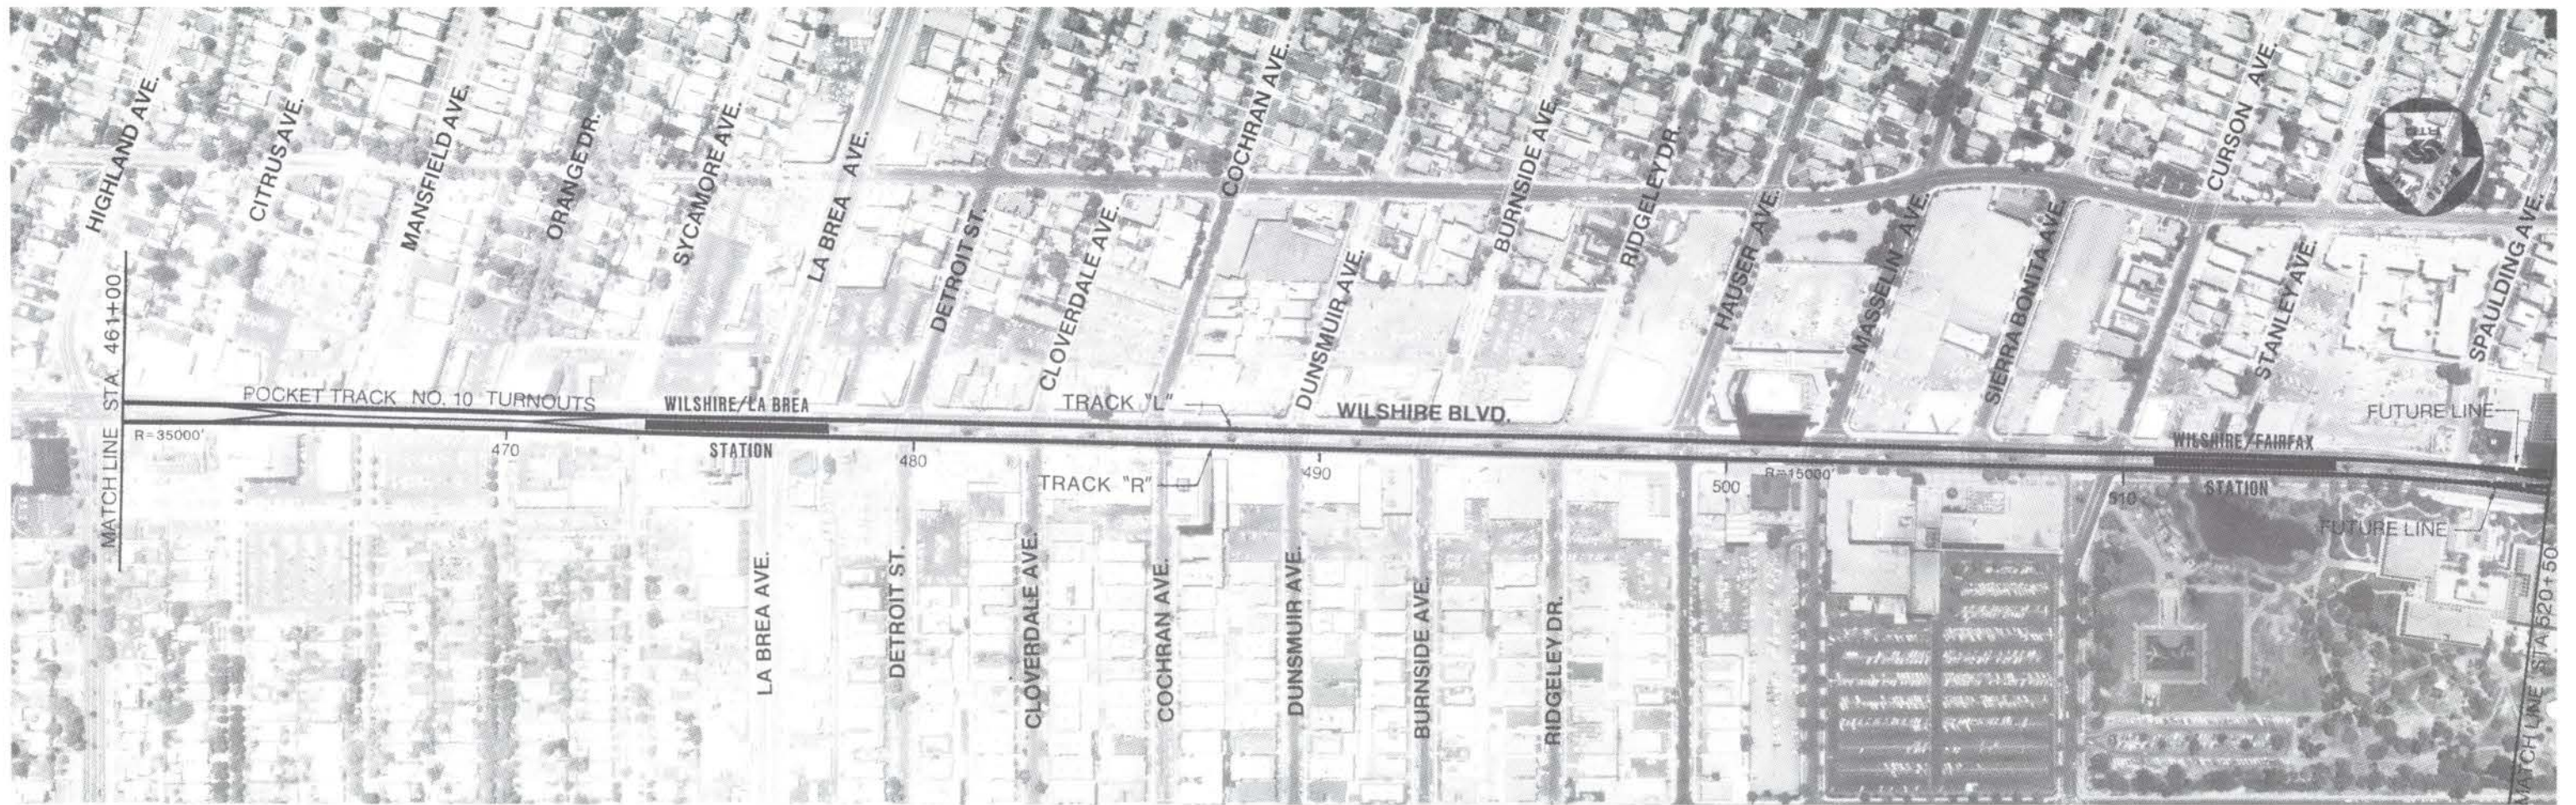 HIGHLAND AVE.
CITRUS AVE.
MANSFIELD AVE.
ORANGE DR.
SYCAMORE AVE.
LA BREA AVE.
DETROIT ST.
CLOVERDALE AVE.
COCHRAN AVE.
DUNSMUIR AVE.
BURNSIDE AVE.
RIDGELEY DR.
HAUSER AVE.
MASSELIN AVE.
SIERRA BONITA AVE.
CURSON AVE.
STANLEY AVE.
SPAULDING AVE.
MATCH LINE STA. 461+00
POCKET TRACK NO. 10 TURNOUTS
R=35000'
470
WILSHIRE/LA BREA
STATION
480
TRACK "L"
TRACK "R"
490
WILSHIRE BLVD.
500
R=15000'
510
WILSHIRE/FAIRFAX
STATION
FUTURE LINE
FUTURE LINE
MATCH LINE STA 520+50
LA BREA AVE.
DETROIT ST.
CLOVERDALE AVE.
COCHRAN AVE.
DUNSMUIR AVE.
BURNSIDE AVE.
RIDGELEY DR.